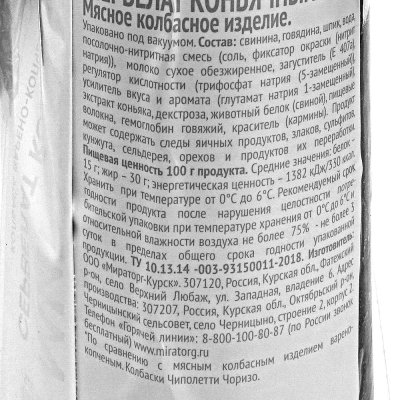 СЕРВЕЛАТ КОНЬЯЧНЫЙ
Мясное колбасное изделие.
Упаковано под вакуумом. Состав: свинина, говядина, шпик, вода,
посолочно-нитритная смесь (соль, фиксатор окраски (нитрит
натрия)), молоко сухое обезжиренное, загуститель (Е 407а),
регулятор кислотности (трифосфат натрия (5-замещенный)),
усилитель вкуса и аромата (глутамат натрия 1-замещенный),
экстракт коньяка, декстроза, животный белок (свиной), пищевые
волокна, гемоглобин говяжий, краситель (кармины). Продукт
может содержать следы яичных продуктов, злаков, сульфитов,
кунжута, сельдерея, орехов и продуктов их переработки.
Пищевая ценность 100 г продукта. Средние значения: белок –
15 г; жир – 30 г; энергетическая ценность – 1382 кДж/330 ккал.
Хранить при температуре от 0°С до 6°С. Рекомендуемый срок
годности продукта после нарушения целостности потре-
бительской упаковки при температуре хранения от 0°С до 6°С и
относительной влажности воздуха не более 75% - не более 3
суток в пределах общего срока годности упакованной
продукции. ТУ 10.13.14 -003-93150011-2018. Изготовитель:
ООО «Мираторг-Курск». 307120, Россия, Курская обл., Фатежский
р-он, село Верхний Любаж, ул. Западная, владение 6. Адрес
производства: 307207, Россия, Курская обл., Октябрьский р-он,
Черницынский сельсовет, село Черницыно, строение 2, корпус 2.
Телефон «Горячей линии»: 8-800-100-80-87 (по России звонок
бесплатный) www.miratorg.ru
*По сравнению с мясным колбасным изделием варено-
копченым. Колбаски Чиполетти Чоризо.